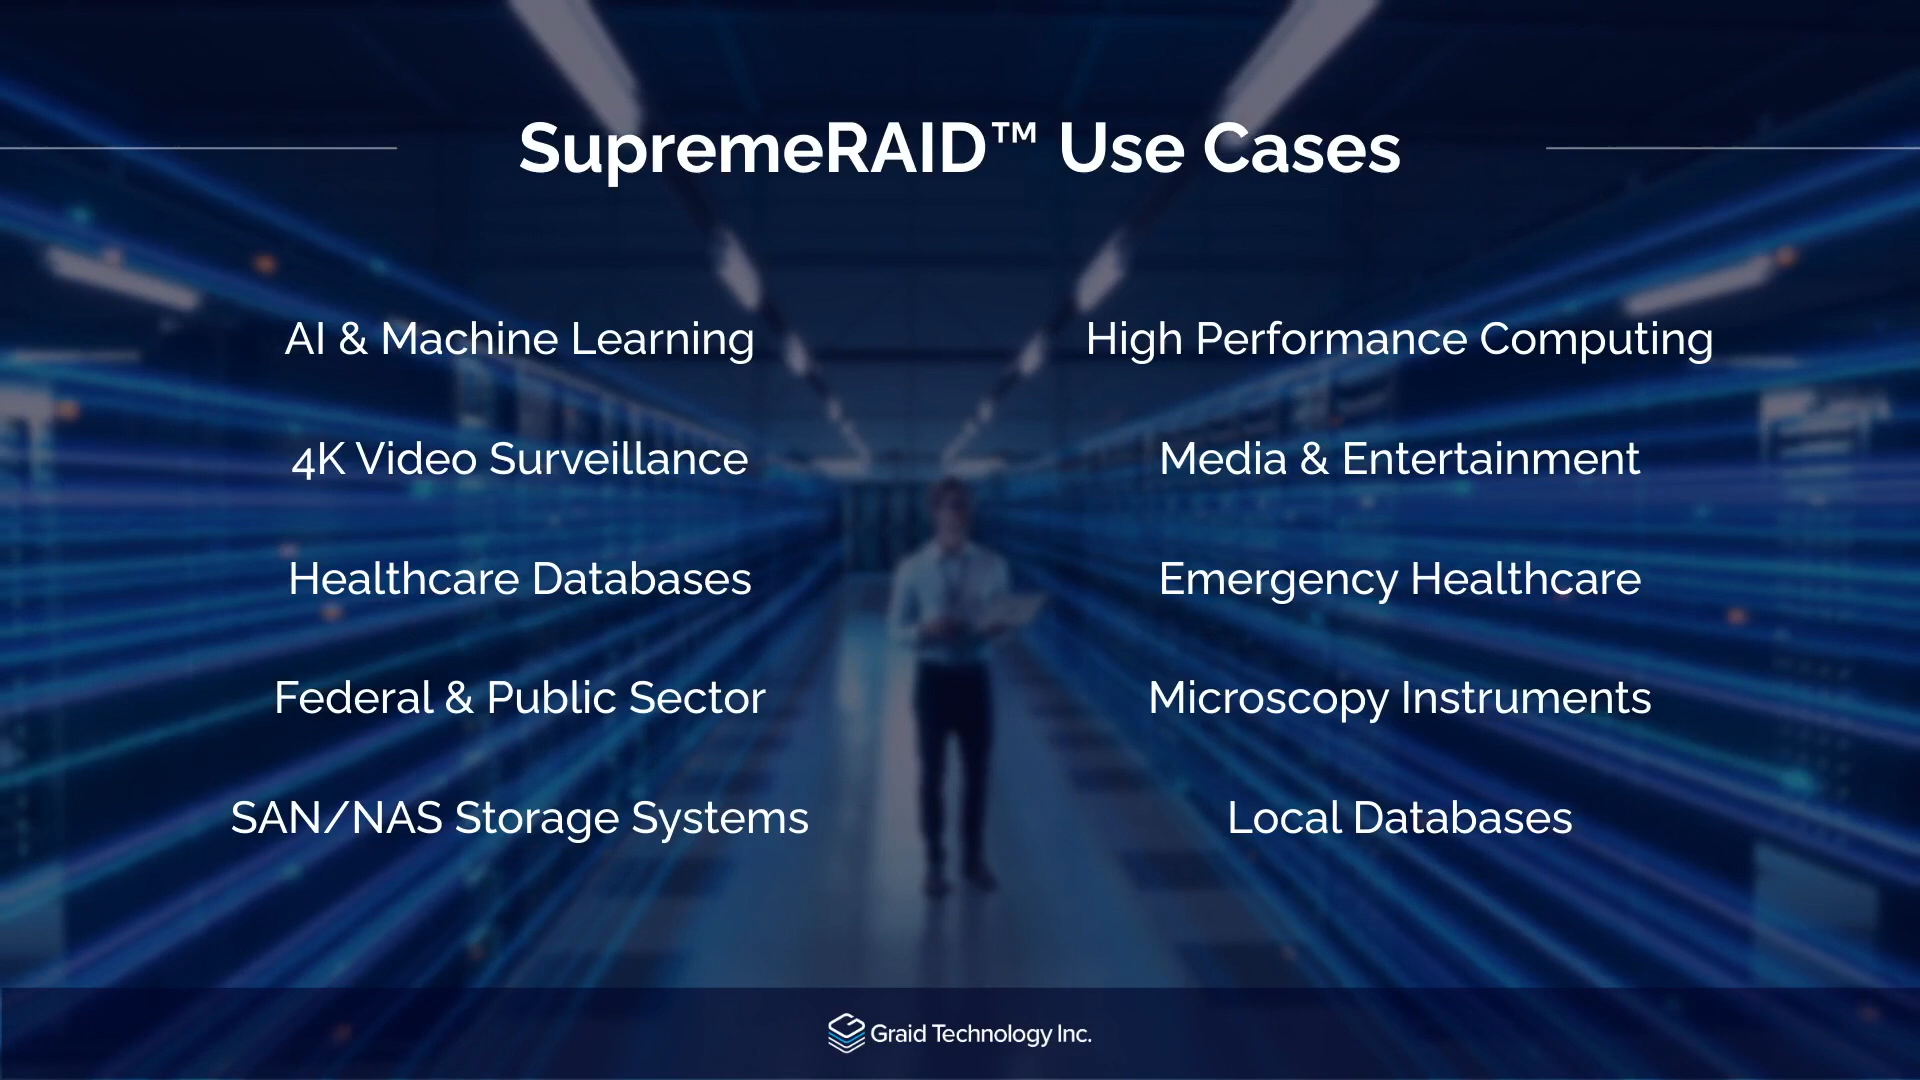 SupremeRAID™ Use Cases
AI & Machine Learning
4K Video Surveillance
Healthcare Databases
Federal & Public Sector
SAN/NAS Storage Systems
High Performance Computing
Media & Entertainment
Emergency Healthcare
Microscopy Instruments
Local Databases
Graid Technology Inc.